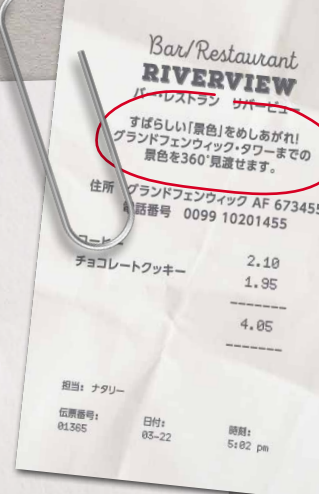 Bar/Restaurant
RIVERVIEW
バー・レストラン リバービュー
すばらしい「景色」をめしあがれ!
グランドフェンウィック・タワーまでの
景色を360°見渡せます。
住所 グランドフェンウィック AF 673455
電話番号 0099 10201455
コーヒー 2.10
チョコレートクッキー 1.95
-------
4.05
-------
担当: ナタリー
伝票番号: 日付: 時刻:
01365 03-22 5:02 pm